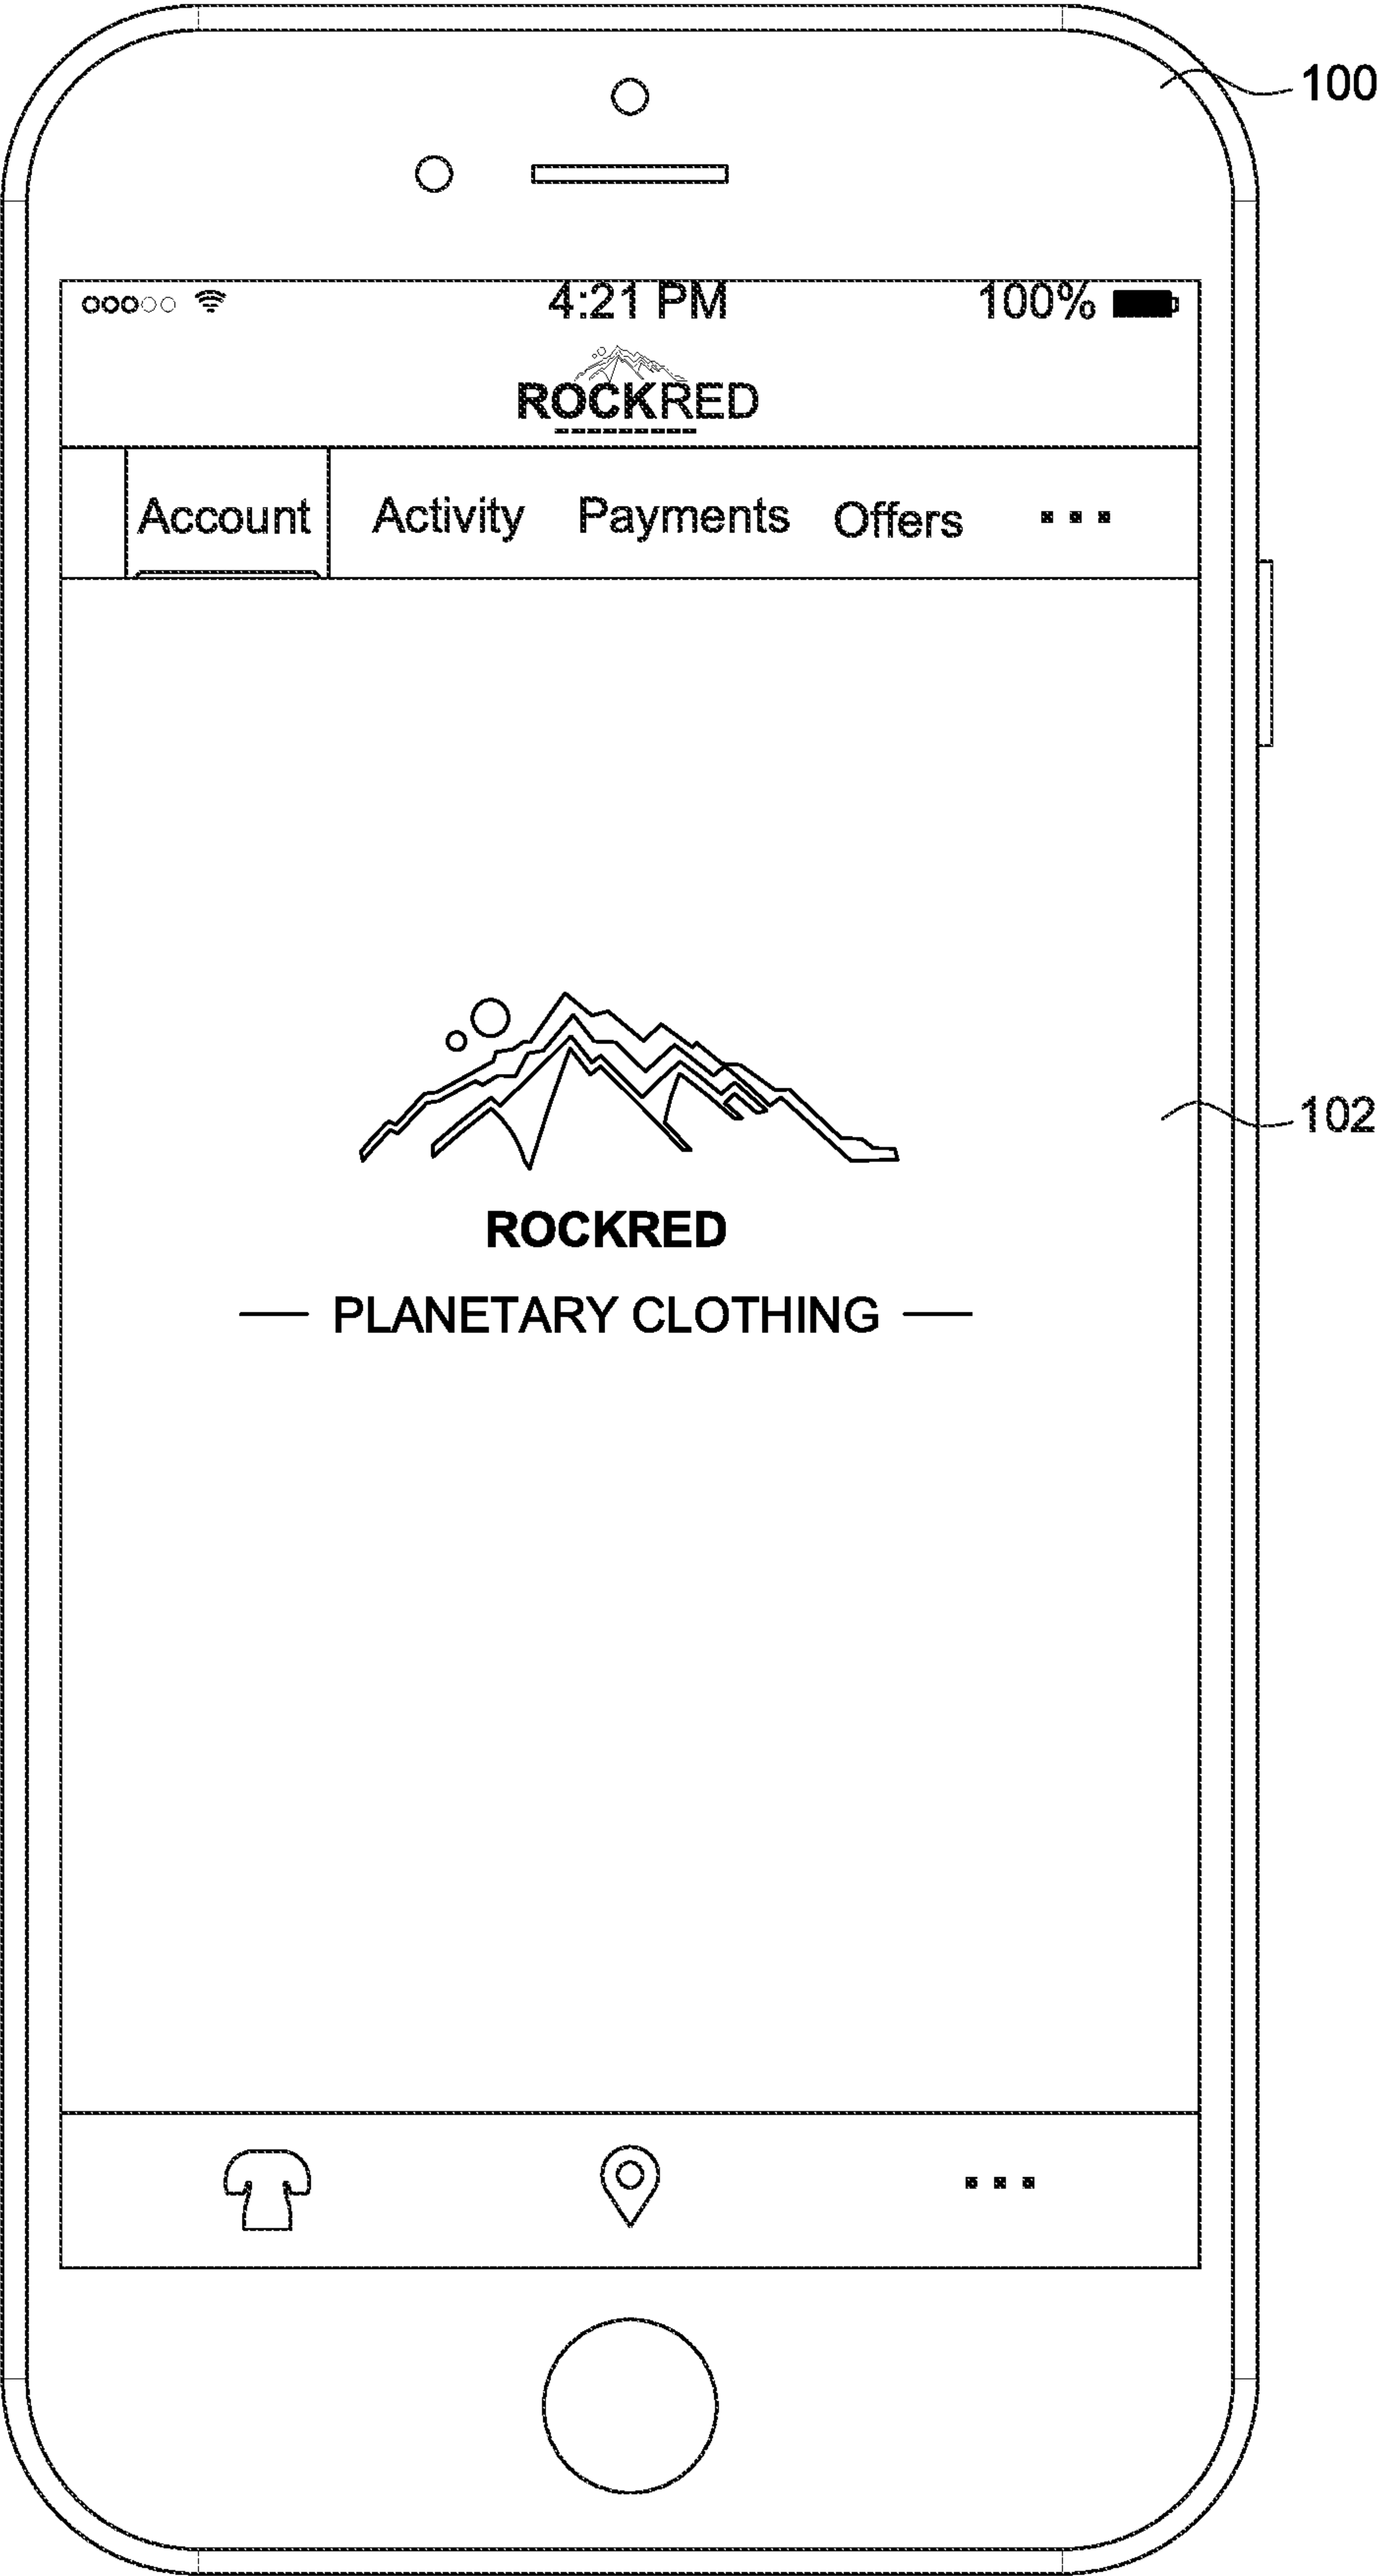 100
4:21 PM 100%
ROCKRED
Account Activity Payments Offers ...
102
ROCKRED
— PLANETARY CLOTHING —
...